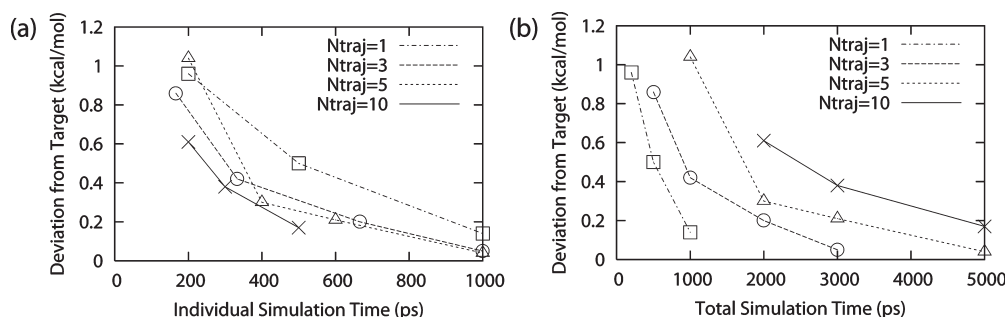 (a)
Deviation from Target (kcal/mol)
1.2
1
0.8
0.6
0.4
0.2
0
Ntraj=1
Ntraj=3
Ntraj=5
Ntraj=10
0 200 400 600 800 1000
Individual Simulation Time (ps)
(b)
Deviation from Target (kcal/mol)
1.2
1
0.8
0.6
0.4
0.2
0
Ntraj=1
Ntraj=3
Ntraj=5
Ntraj=10
0 1000 2000 3000 4000 5000
Total Simulation Time (ps)